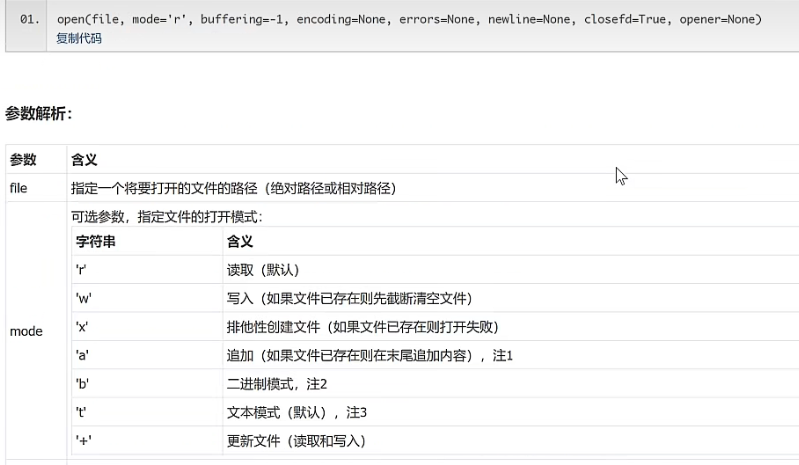 01. open(file, mode='r', buffering=-1, encoding=None, errors=None, newline=None, closefd=True, opener=None)
复制代码
参数解析：
参数 含义
file 指定一个将要打开的文件的路径（绝对路径或相对路径）
可选参数，指定文件的打开模式：
字符串 含义
'r' 读取（默认）
'w' 写入（如果文件已存在则先截断清空文件）
'x' 排他性创建文件（如果文件已存在则打开失败）
mode
'a' 追加（如果文件已存在则在末尾追加内容），注1
'b' 二进制模式，注2
't' 文本模式（默认），注3
'+' 更新文件（读取和写入）